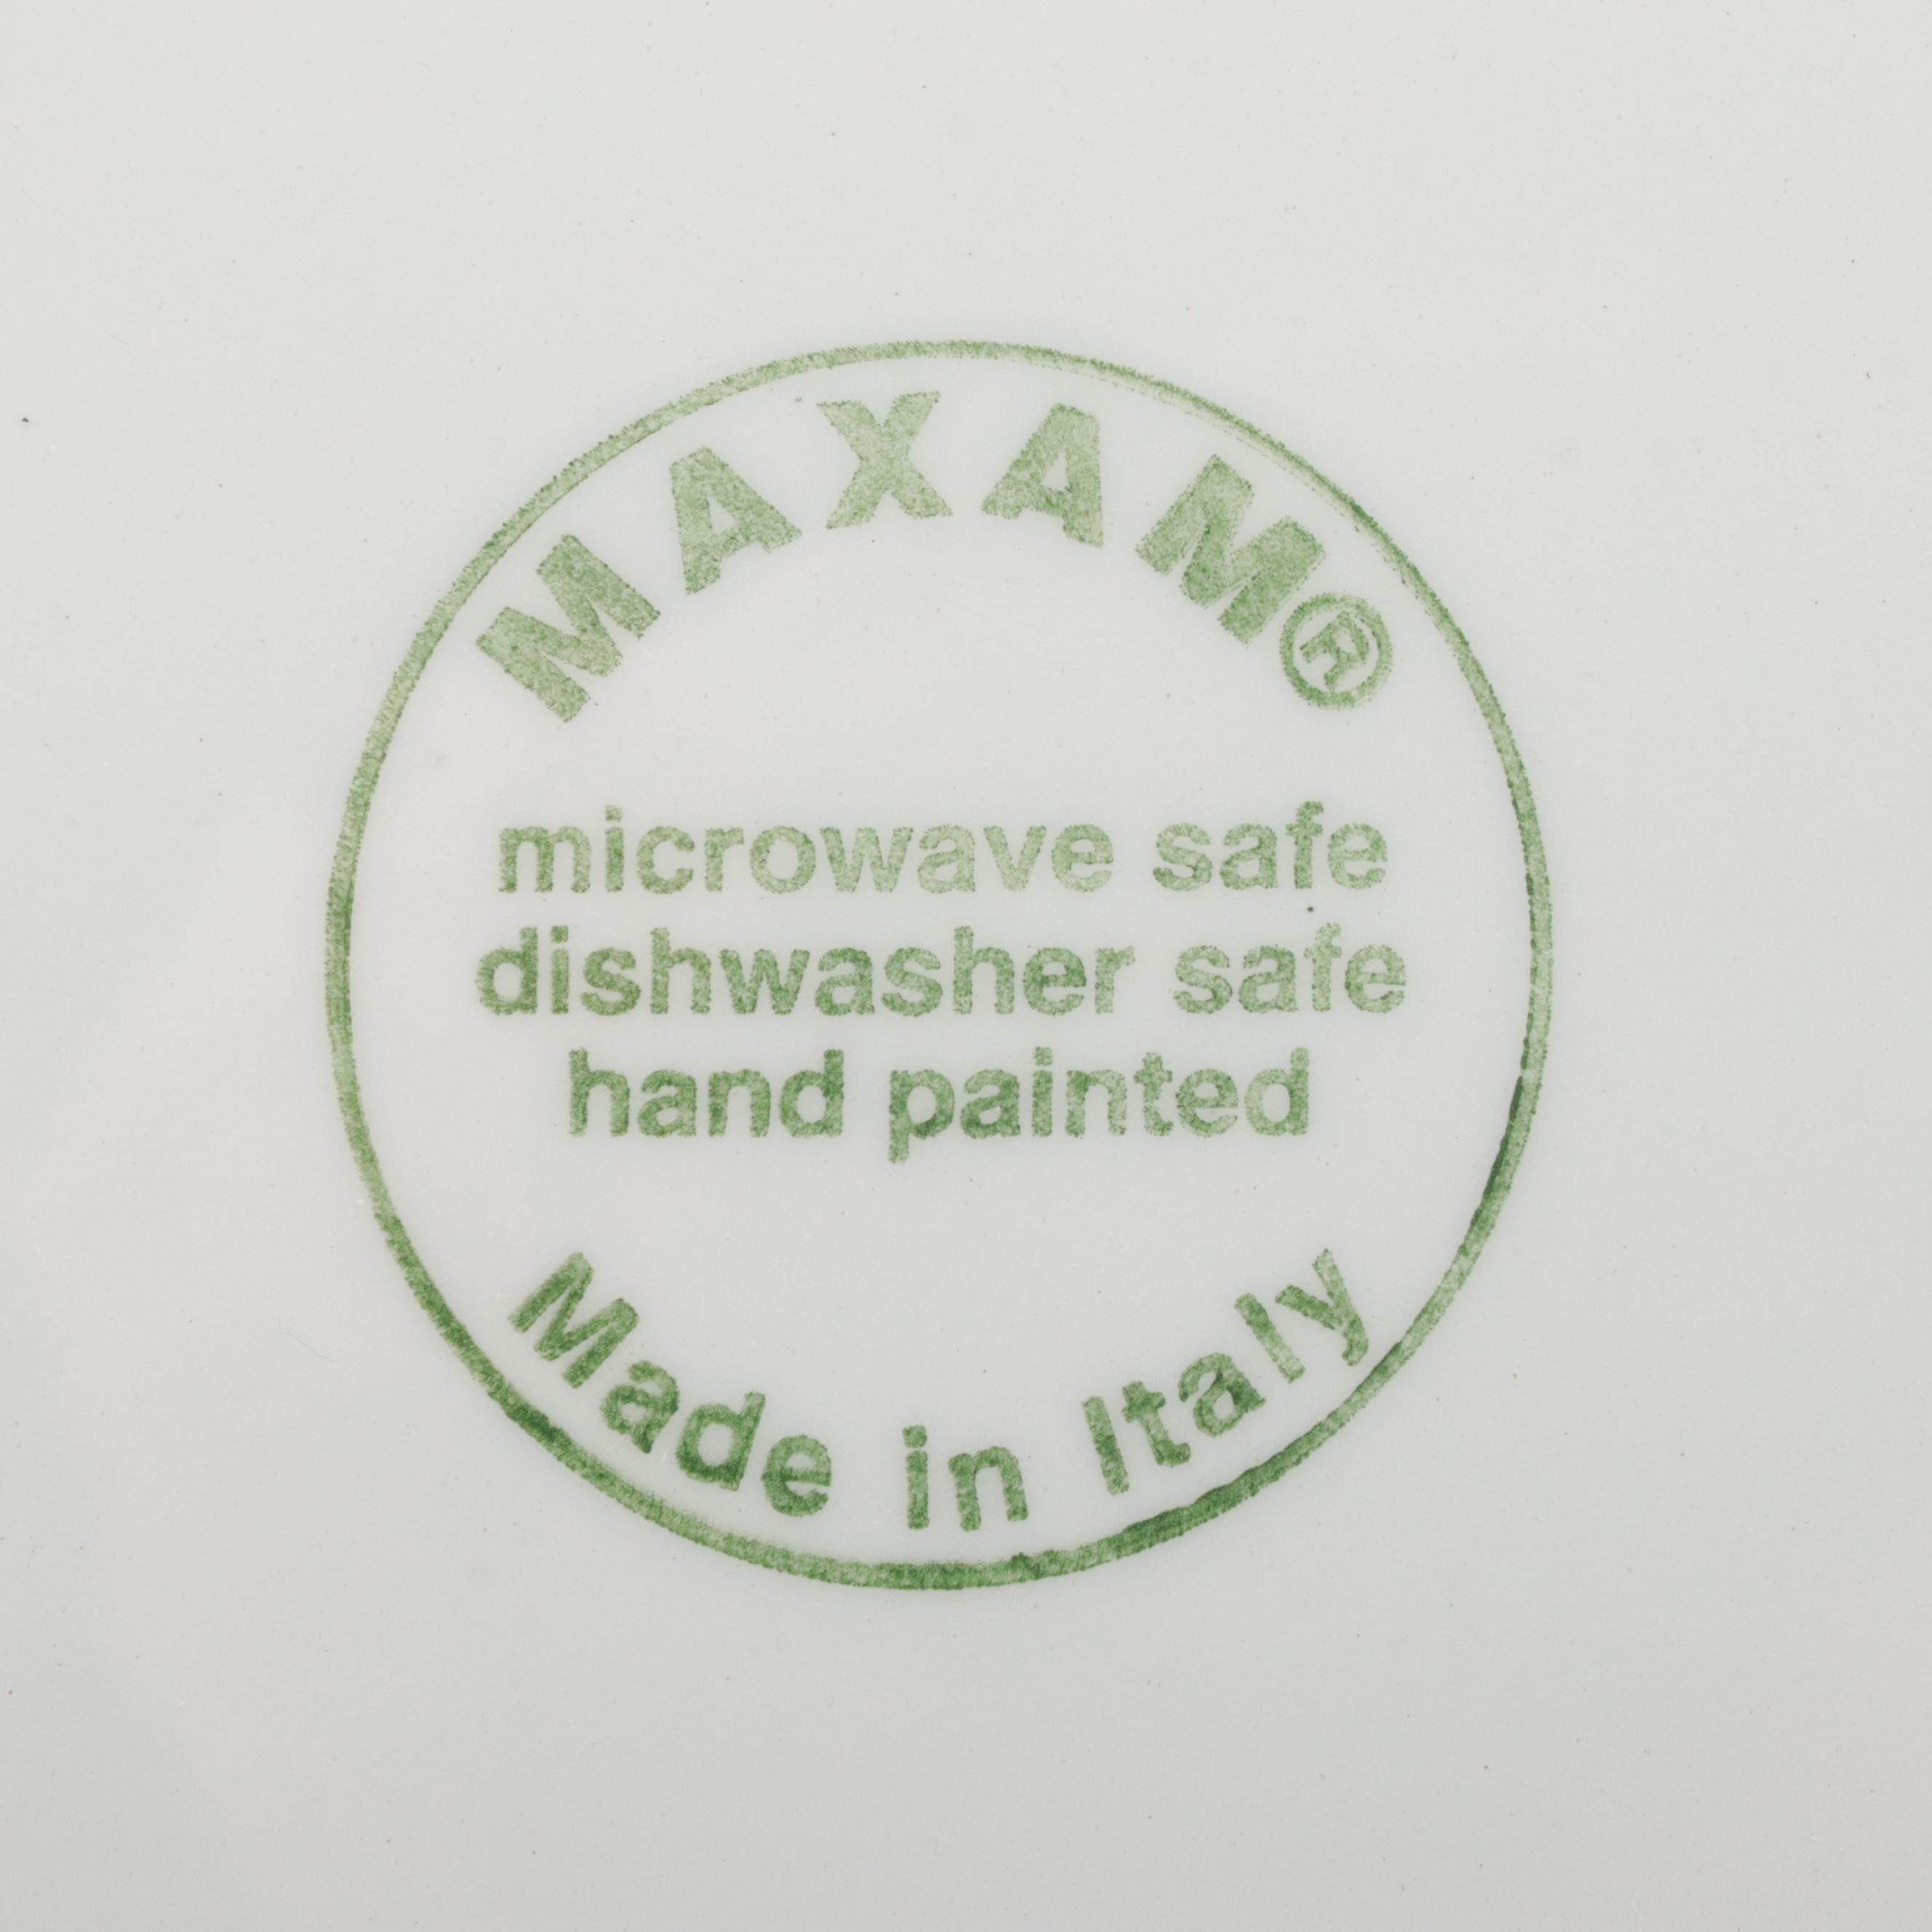 MAXAM®
microwave safe
dishwasher safe
hand painted
Made in Italy